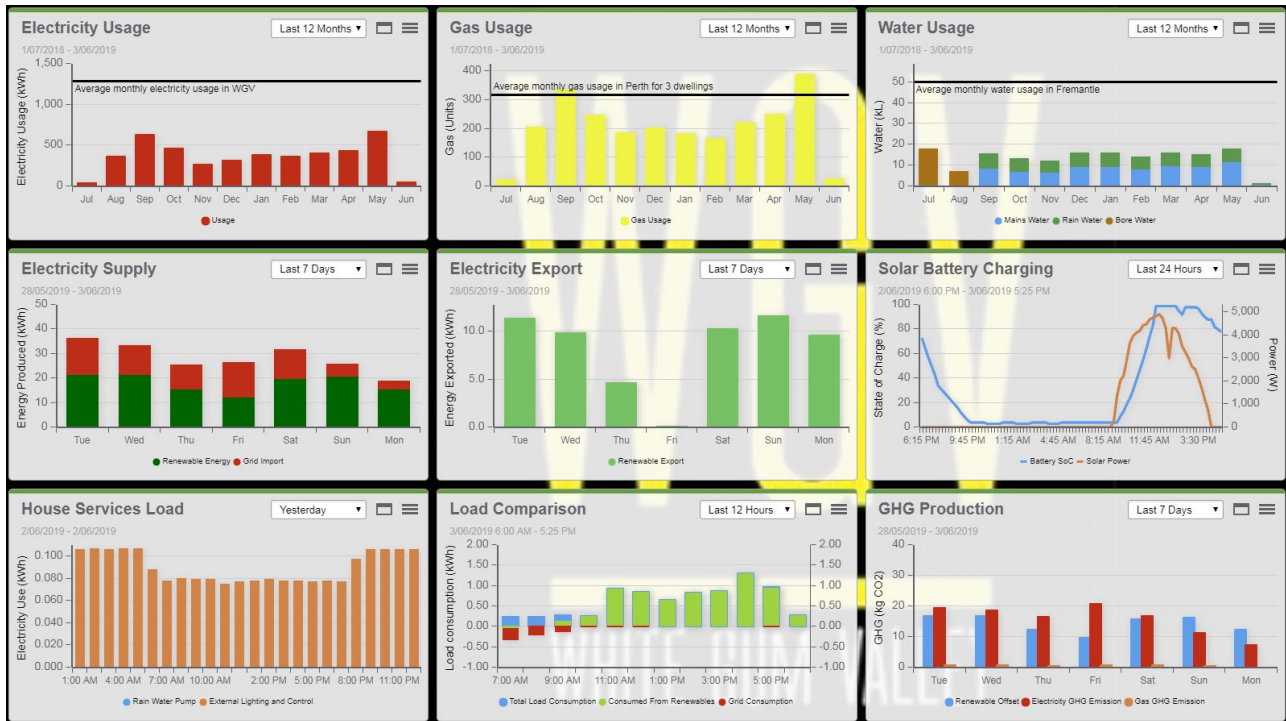 Electricity Usage
Last 12 Months
1/07/2018 - 3/06/2019
Electricity Usage (kWh)
1,500
1,000
500
0
Average monthly electricity usage in WGV
Jul Aug Sep Oct Nov Dec Jan Feb Mar Apr May Jun
Usage
Gas Usage
Last 12 Months
1/07/2018 - 3/06/2019
Gas (Units)
400
300
200
100
0
Average monthly gas usage in Perth for 3 dwellings
Jul Aug Sep Oct Nov Dec Jan Feb Mar Apr May Jun
Gas Usage
Water Usage
Last 12 Months
1/07/2018 - 3/06/2019
Water (kL)
50
40
30
20
10
0
Average monthly water usage in Fremantle
Jul Aug Sep Oct Nov Dec Jan Feb Mar Apr May Jun
Mains Water Rain Water Bore Water
Electricity Supply
Last 7 Days
28/05/2019 - 3/06/2019
Energy Produced (kWh)
50
40
30
20
10
0
Tue Wed Thu Fri Sat Sun Mon
Renewable Energy Grid Import
Electricity Export
Last 7 Days
28/05/2019 - 3/06/2019
Energy Exported (kWh)
10.0
5.0
0.0
Tue Wed Thu Fri Sat Sun Mon
Renewable Export
Solar Battery Charging
Last 24 Hours
2/06/2019 6:00 PM - 3/06/2019 5:25 PM
State of Charge (%)
100
80
60
40
20
0
Power (W)
5,000
4,000
3,000
2,000
1,000
0
6:15 PM 9:45 PM 1:15 AM 4:45 AM 8:15 AM 11:45 AM 3:30 PM
Battery SoC Solar Power
House Services Load
Yesterday
2/06/2019 - 2/06/2019
Electricity Use (kWh)
0.100
0.080
0.060
0.040
0.020
0.000
1:00 AM 4:00 AM 7:00 AM 10:00 AM 2:00 PM 5:00 PM 8:00 PM 11:00 PM
Rain Water Pump External Lighting and Control
Load Comparison
Last 12 Hours
3/06/2019 6:00 AM - 5:25 PM
Load consumption (kWh)
2.00
1.50
1.00
0.50
0.00
-0.50
-1.00
2.00
1.50
1.00
0.50
0.00
-0.50
-1.00
7:00 AM 9:00 AM 11:00 AM 1:00 PM 3:00 PM 5:00 PM
Total Load Consumption Consumed From Renewables Grid Consumption
GHG Production
Last 7 Days
28/05/2019 - 3/06/2019
GHG (kg CO2)
40
30
20
10
0
Tue Wed Thu Fri Sat Sun Mon
Renewable Offset Electricity GHG Emission Gas GHG Emission
WGV
WHITE GUM VALLEY